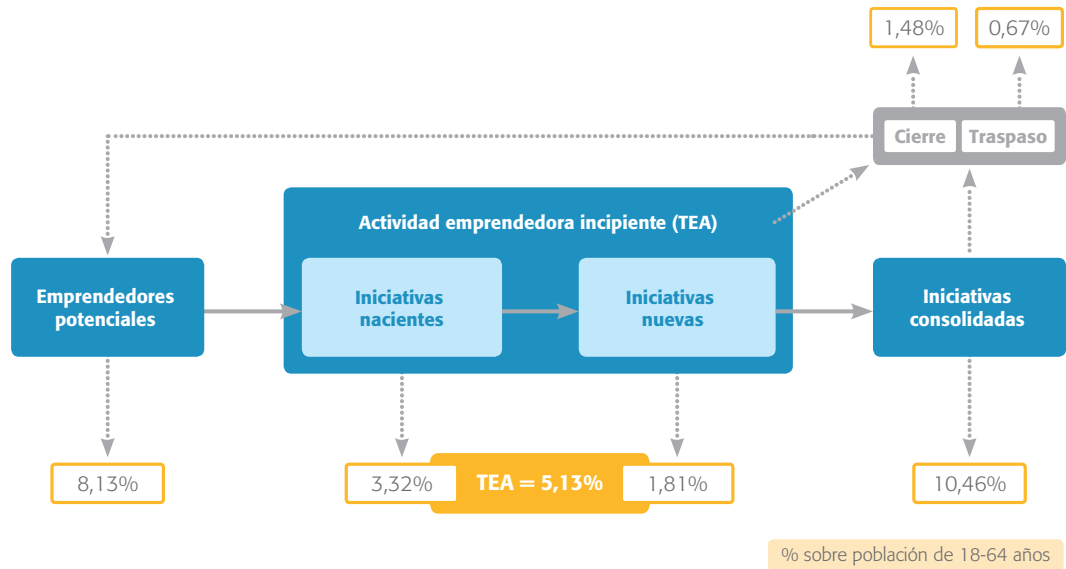 1,48%
0,67%
Cierre
Traspaso
Actividad emprendedora incipiente (TEA)
Emprendedores
potenciales
Iniciativas
nacientes
Iniciativas
nuevas
Iniciativas
consolidadas
8,13%
3,32%
TEA = 5,13%
1,81%
10,46%
% sobre población de 18-64 años